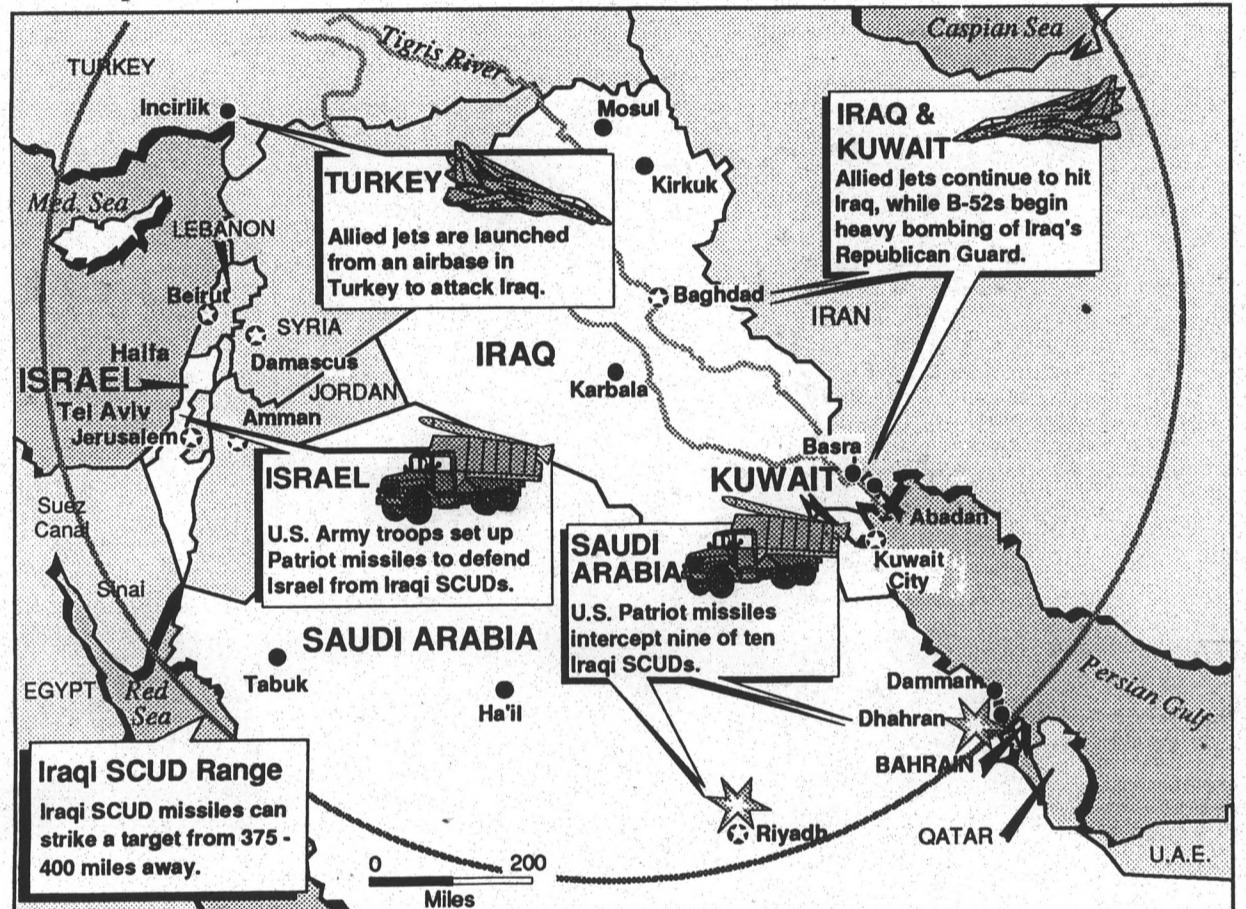 Caspian Sea
Tigris River
TURKEY
Incirlik
Mosul
Kirkuk
IRAQ &
KUWAIT
Allied jets continue to hit
Iraq, while B-52s begin
heavy bombing of Iraq's
Republican Guard.
TURKEY
Allied jets are launched
from an airbase in
Turkey to attack Iraq.
Med. Sea
LEBANON
Beirut
Baghdad
IRAN
SYRIA
Damascus
IRAQ
Haifa
ISRAEL
Karbala
JORDAN
Tel Aviv
Amman
Jerusalem
Basra
KUWAIT
ISRAEL
U.S. Army troops set up
Patriot missiles to defend
Israel from Iraqi SCUDs.
Suez
Canal
Abadan
SAUDI
ARABIA
U.S. Patriot missiles
intercept nine of ten
Iraqi SCUDs.
Kuwait
City
Sinai
SAUDI ARABIA
Tabuk
Ha'il
EGYPT
Red
Sea
Dammam
Persian Gulf
Dhahran
BAHRAIN
Iraqi SCUD Range
Iraqi SCUD missiles can
strike a target from 375 -
400 miles away.
Riyadh
QATAR
U.A.E.
0 200
Miles